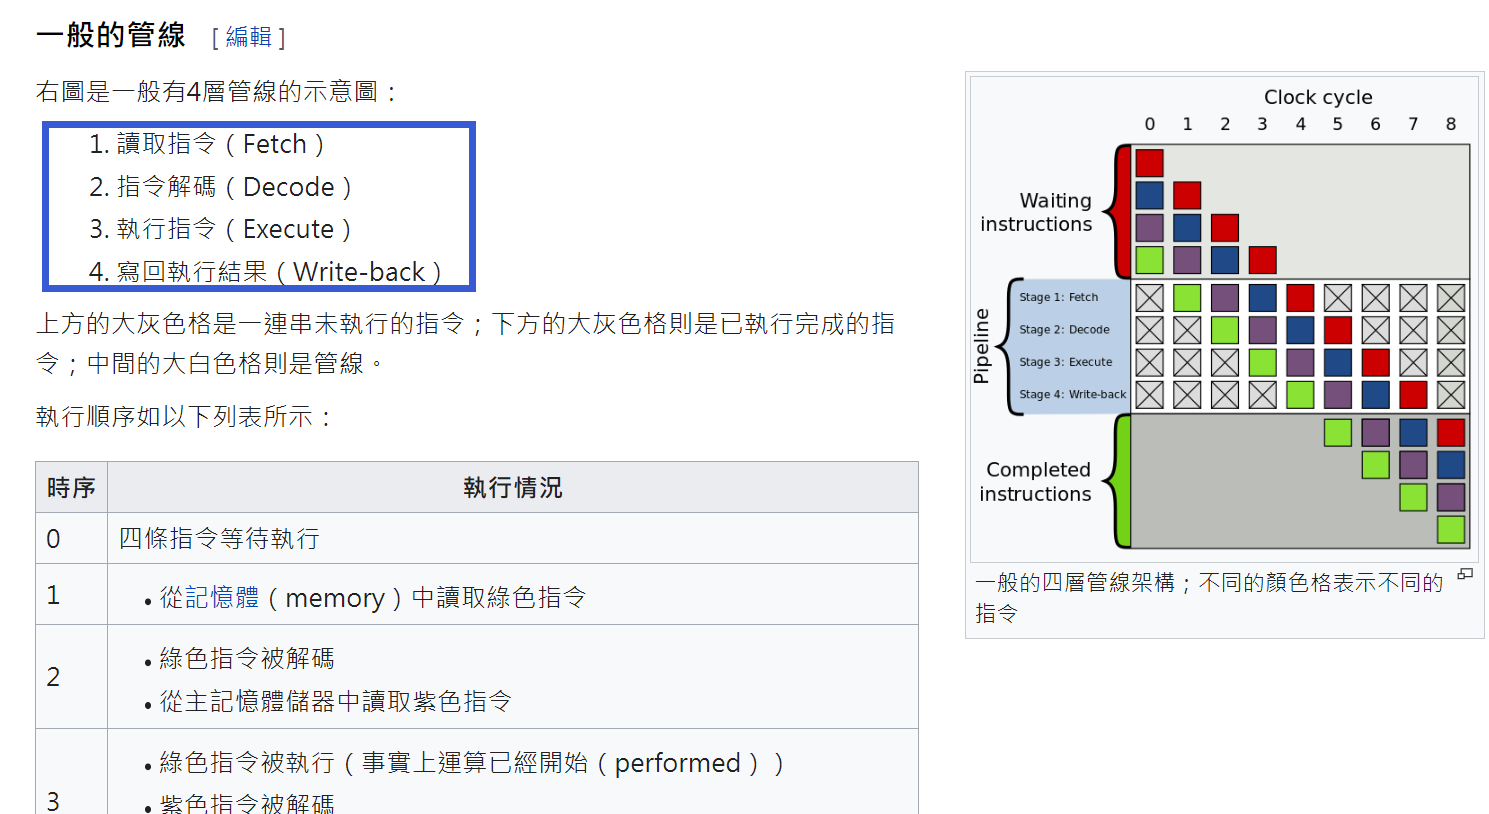 一般的管線 [ 編輯 ]
右圖是一般有4層管線的示意圖：
1. 讀取指令（Fetch）
2. 指令解碼（Decode）
3. 執行指令（Execute）
4. 寫回執行結果（Write-back）
上方的大灰色格是一連串未執行的指令；下方的大灰色格則是已執行完成的指
令；中間的大白色格則是管線。
執行順序如以下列表所示：
時序 執行情況
0 四條指令等待執行
1 • 從記憶體（memory）中讀取綠色指令
2 • 綠色指令被解碼
• 從主記憶體儲器中讀取紫色指令
3 • 綠色指令被執行（事實上運算已經開始（performed））
• 紫色指令被解碼
Clock cycle
0 1 2 3 4 5 6 7 8
Waiting
instructions
Pipeline
Stage 1: Fetch
Stage 2: Decode
Stage 3: Execute
Stage 4: Write-back
Completed
instructions
一般的四層管線架構；不同的顏色格表示不同的
指令